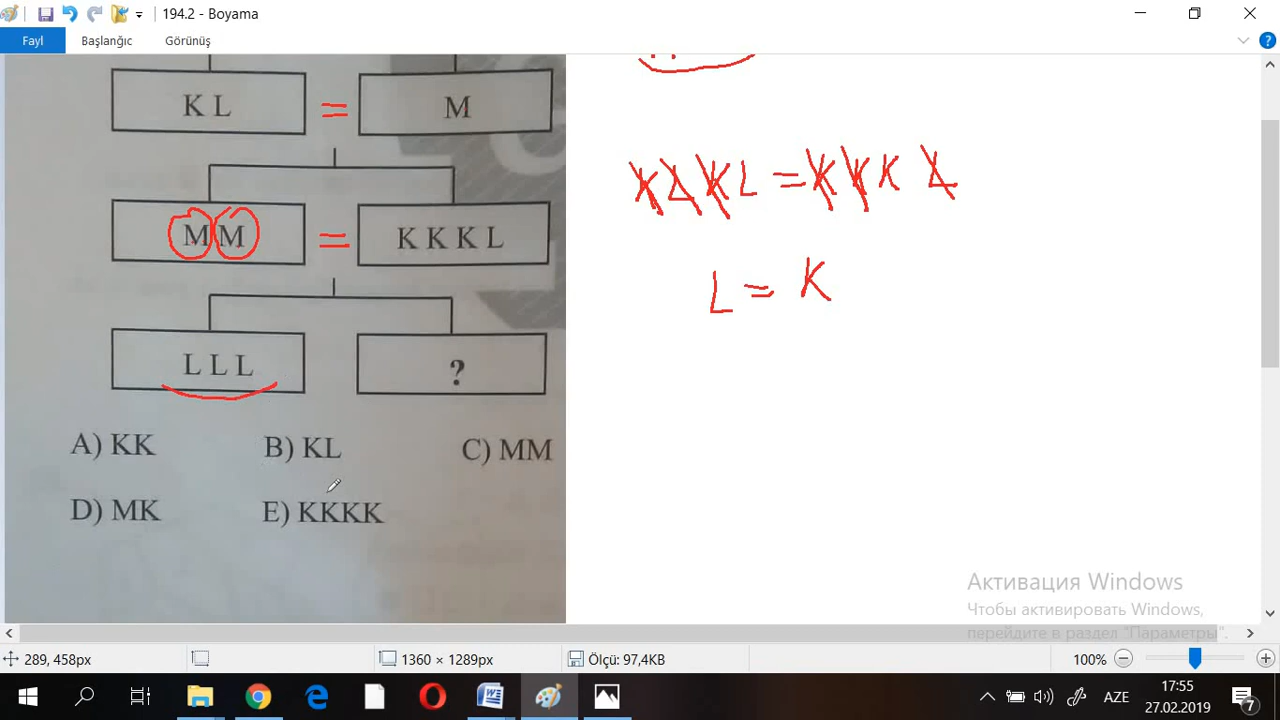 194.2 - Boyama
Fayl Başlanğıc Görünüş
K L = M
K L K L = K K K L
M M = K K K L
L = K
L L L ?
A) KK B) KL C) MM
D) MK E) KKKK
Активация Windows
Чтобы активировать Windows,
перейдите в раздел "Параметры".
289, 458px 1360 × 1289px Ölçü: 97,4KB 100%
AZE 17:55
27.02.2019
7